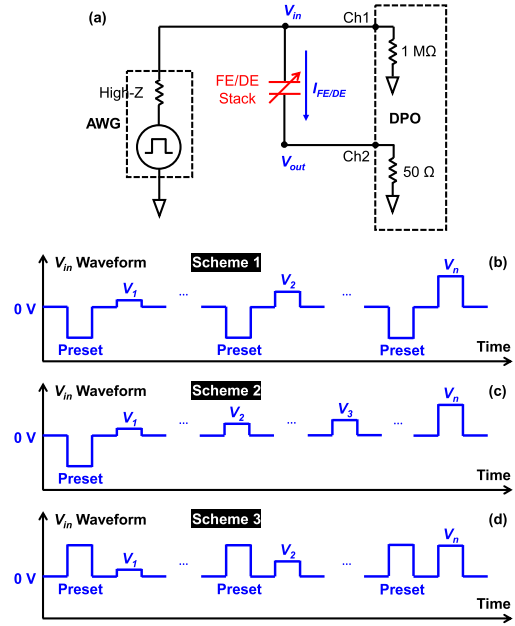 (a)
V_in
Ch1
1 MΩ
High-Z
FE/DE
Stack
I_FE/DE
AWG
DPO
Ch2
V_out
50 Ω
V_in Waveform
Scheme 1
(b)
V_1
...
V_2
...
V_n
0 V
Preset
Preset
Preset
Time
V_in Waveform
Scheme 2
(c)
V_1
...
V_2
...
V_3
...
V_n
0 V
Preset
Time
V_in Waveform
Scheme 3
(d)
V_1
...
V_2
...
V_n
0 V
Preset
Preset
Preset
Time